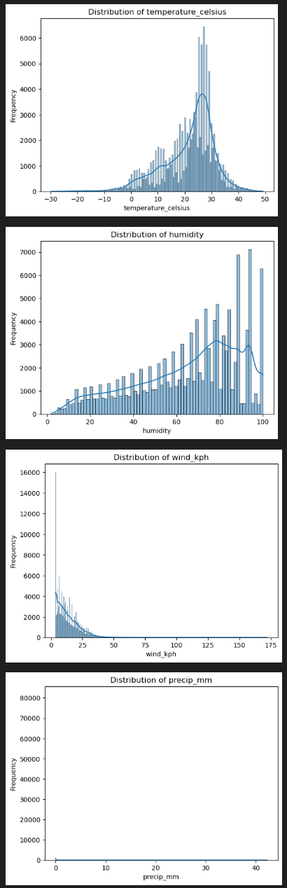 Distribution of temperature_celsius
6000
5000
4000
3000
2000
1000
0
Frequency
−30 −20 −10 0 10 20 30 40 50
temperature_celsius
Distribution of humidity
7000
6000
5000
4000
3000
2000
1000
0
Frequency
0 20 40 60 80 100
humidity
Distribution of wind_kph
16000
14000
12000
10000
8000
6000
4000
2000
0
Frequency
0 25 50 75 100 125 150 175
wind_kph
Distribution of precip_mm
80000
70000
60000
50000
40000
30000
20000
10000
0
Frequency
0 10 20 30 40
precip_mm